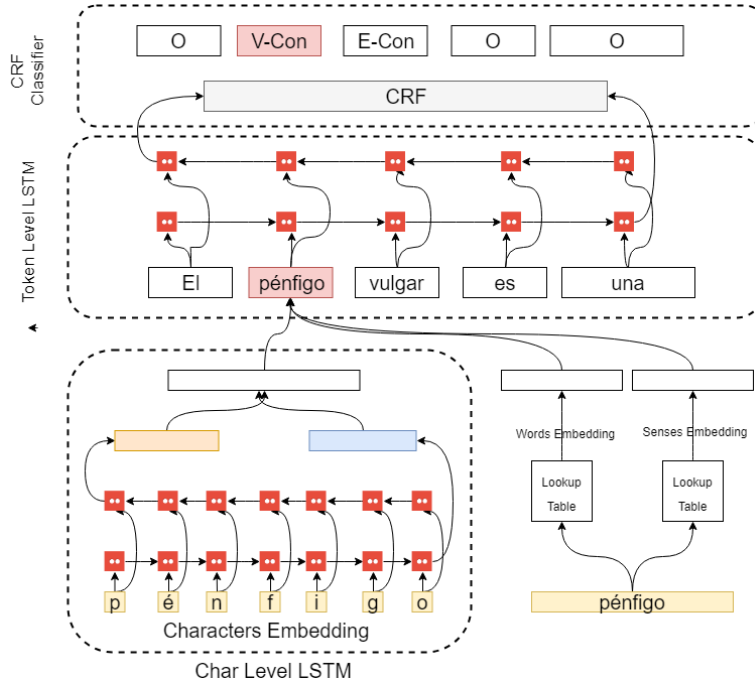 CRF
Classifier
O V-Con E-Con O O
CRF
Token Level LSTM
El pénfigo vulgar es una
Words Embedding Senses Embedding
Lookup
Table
Lookup
Table
p é n f i g o
pénfigo
Characters Embedding
Char Level LSTM